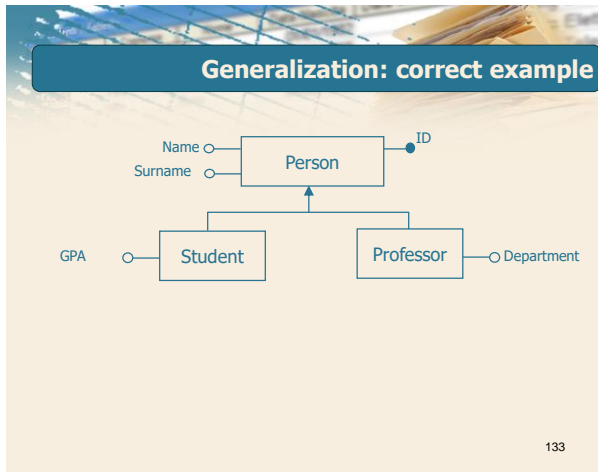 Generalization: correct example
Name
ID
Surname
Person
GPA
Student
Professor
Department
133